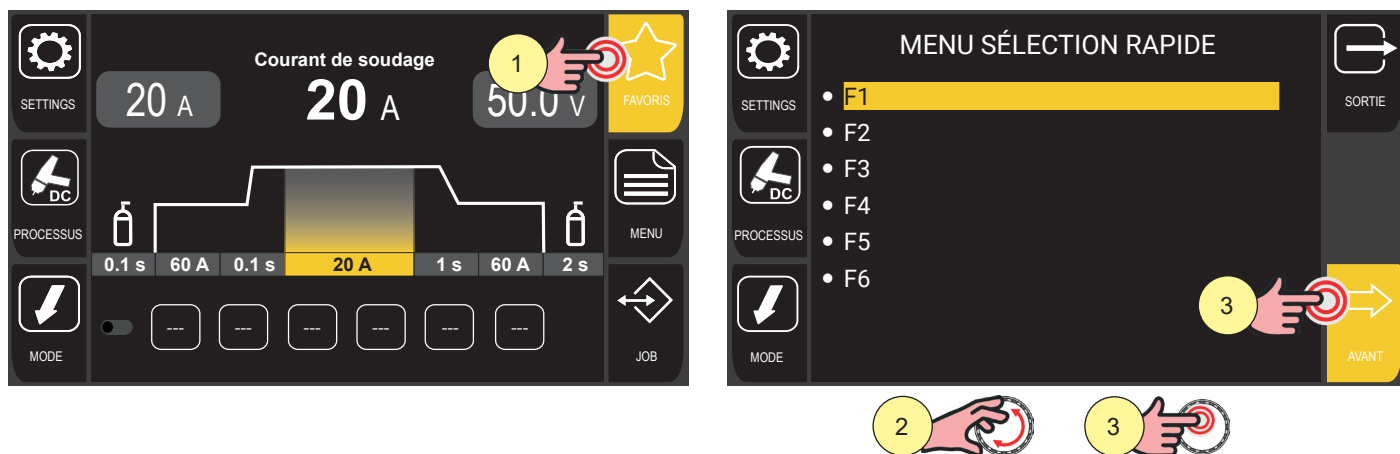 SETTINGS
Courant de soudage
1
FAVORIS
20 A
20 A
50.0 V
DC
PROCESSUS
MENU
0.1 s
60 A
0.1 s
20 A
1 s
60 A
2 s
---
---
---
---
---
---
MODE
JOB
MENU SÉLECTION RAPIDE
SETTINGS
SORTIE
• F1
• F2
• F3
• F4
• F5
• F6
DC
PROCESSUS
3
MODE
AVANT
2
3